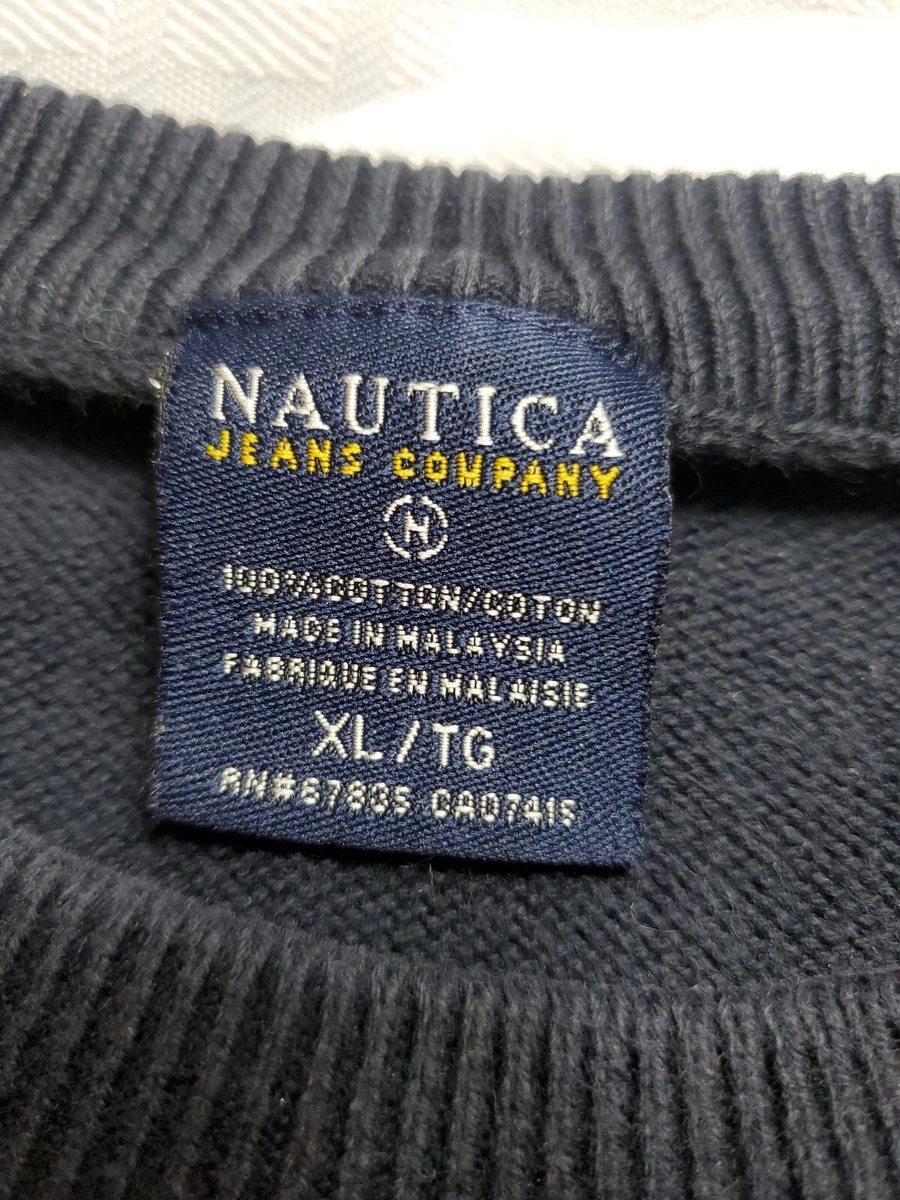 NAUTICA
JEANS COMPANY
N
100%COTTON/COTON
MADE IN MALAYSIA
FABRIQUE EN MALAISIE
XL/TG
RN#67885 CA07415